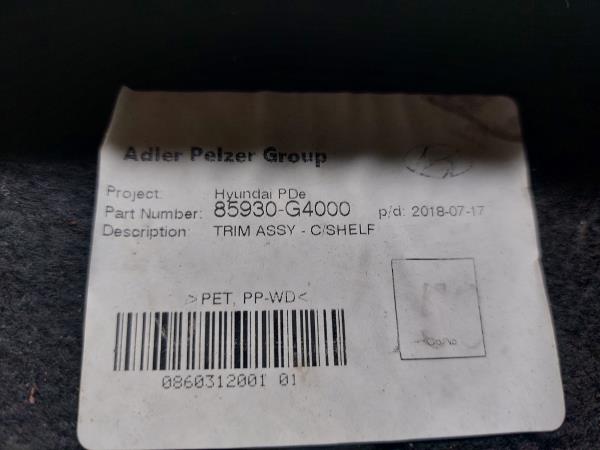 Adler Pelzer Group
Project: Hyundai PDe
Part Number: 85930-G4000 p/d: 2018-07-17
Description: TRIM ASSY - C/SHELF
>PET, PP-WD<
0860312001 01